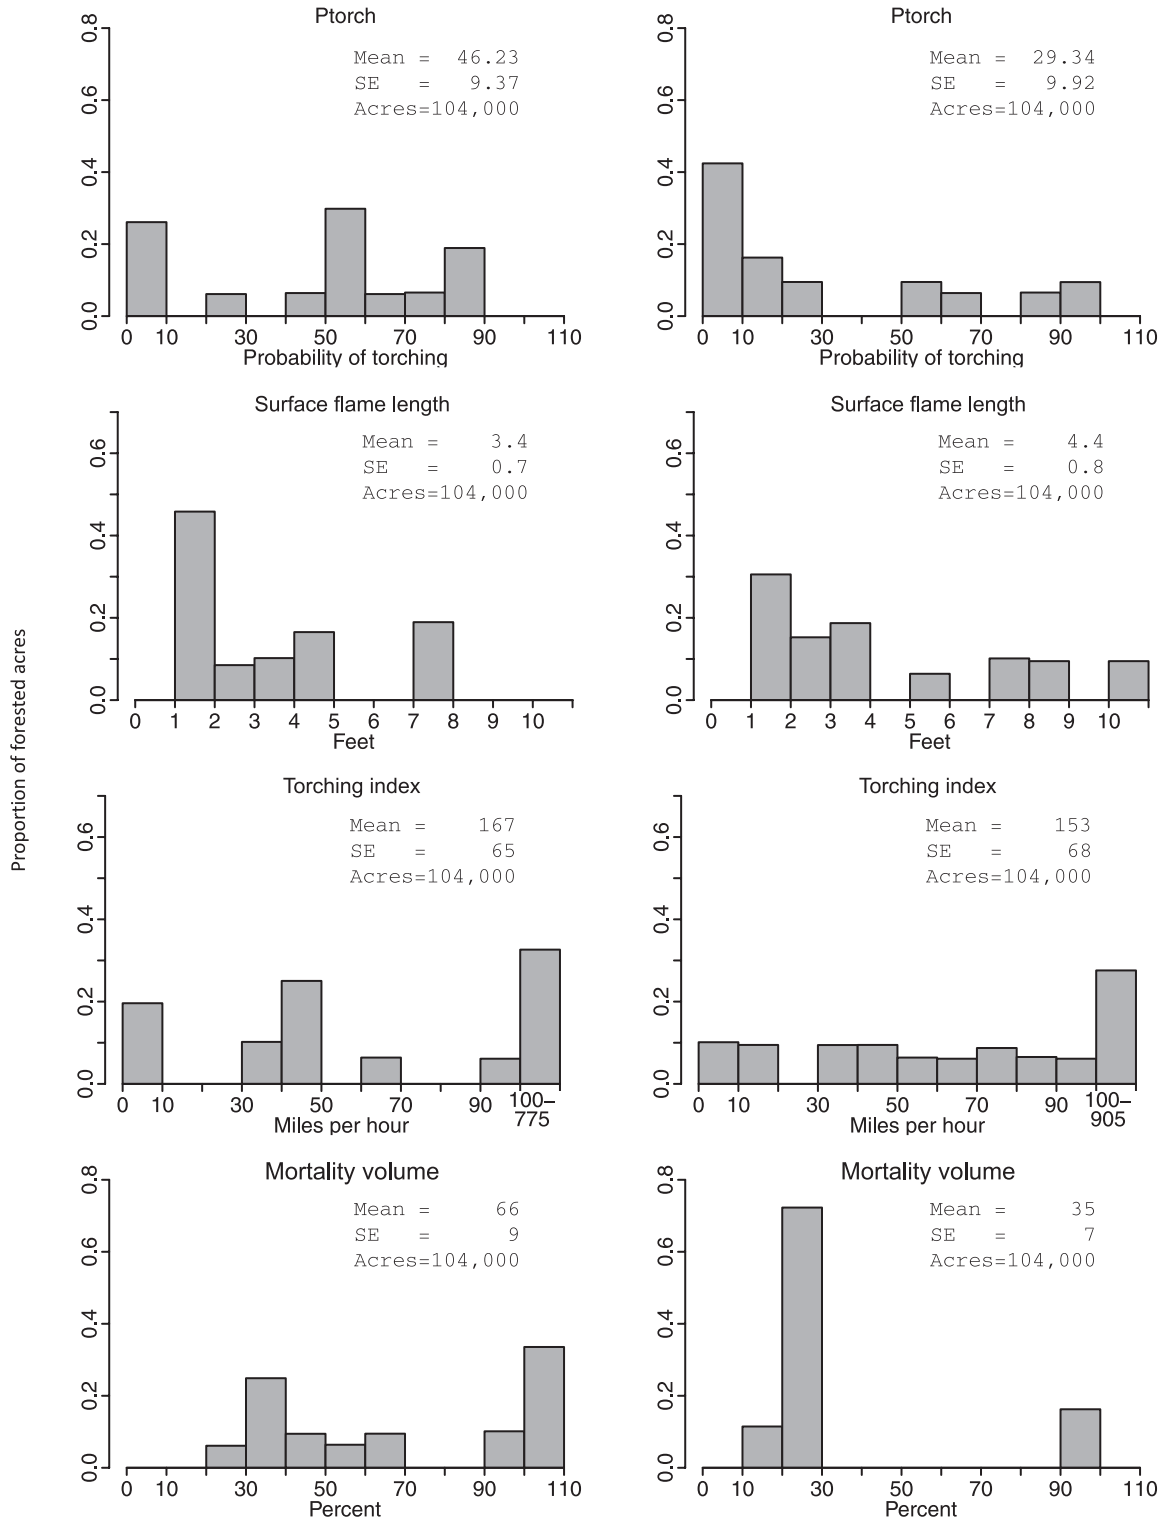 Proportion of forested acres
Ptorch
Mean = 46.23
SE = 9.37
Acres=104,000
0.8
0.6
0.4
0.2
0.0
0 10 30 50 70 90 110
Probability of torching
Ptorch
Mean = 29.34
SE = 9.92
Acres=104,000
0.8
0.6
0.4
0.2
0.0
0 10 30 50 70 90 110
Probability of torching
Surface flame length
Mean = 3.4
SE = 0.7
Acres=104,000
0.6
0.4
0.2
0.0
0 1 2 3 4 5 6 7 8 9 10
Feet
Surface flame length
Mean = 4.4
SE = 0.8
Acres=104,000
0.6
0.4
0.2
0.0
0 1 2 3 4 5 6 7 8 9 10
Feet
Torching index
Mean = 167
SE = 65
Acres=104,000
0.6
0.4
0.2
0.0
0 10 30 50 70 90 100–
775
Miles per hour
Torching index
Mean = 153
SE = 68
Acres=104,000
0.6
0.4
0.2
0.0
0 10 30 50 70 90 100–
905
Miles per hour
Mortality volume
Mean = 66
SE = 9
Acres=104,000
0.8
0.6
0.4
0.2
0.0
0 10 30 50 70 90 110
Percent
Mortality volume
Mean = 35
SE = 7
Acres=104,000
0.8
0.6
0.4
0.2
0.0
0 10 30 50 70 90 110
Percent